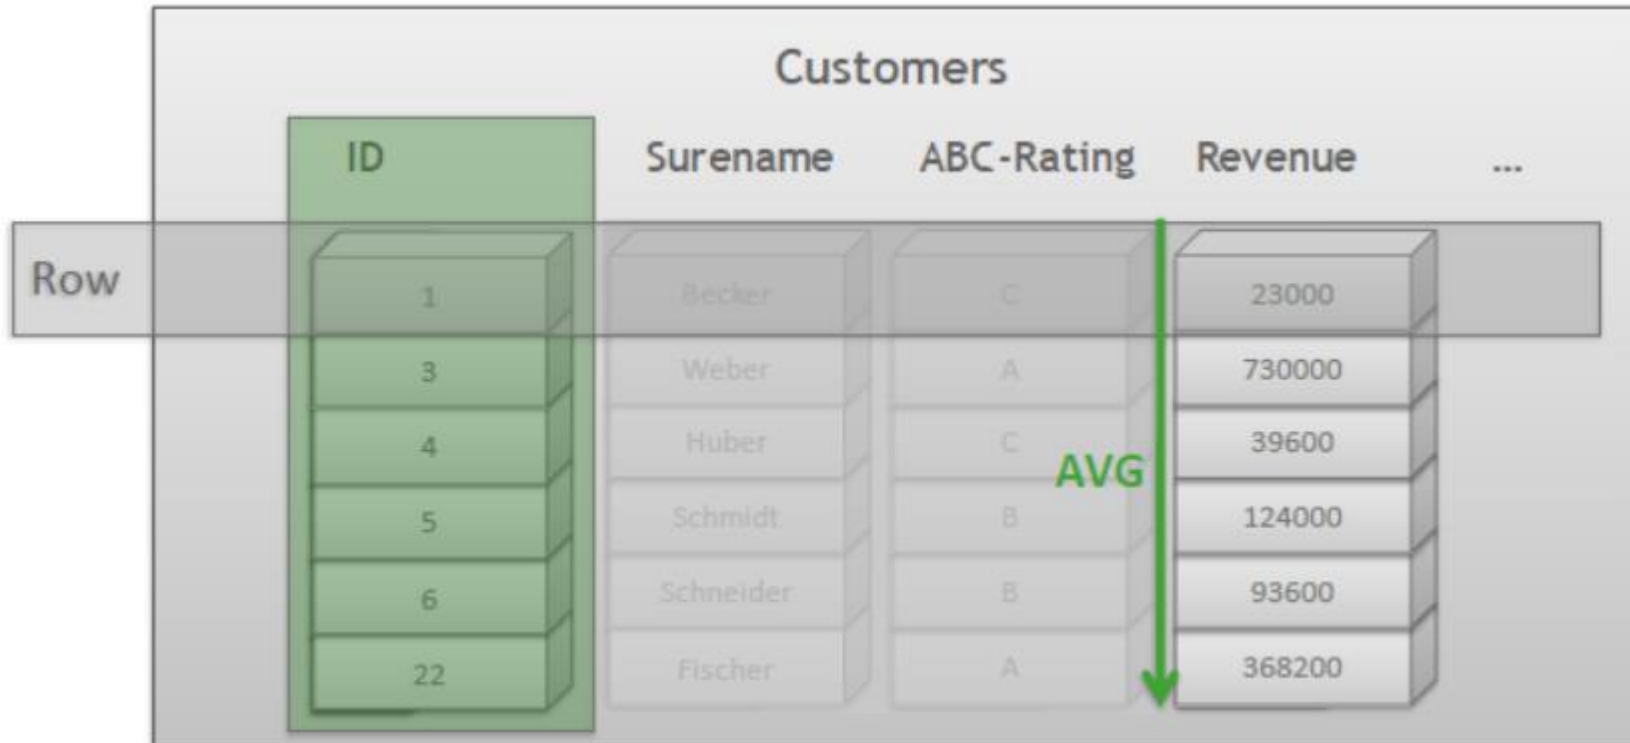 Customers
ID Surename ABC-Rating Revenue ...
Row 1 Becker C 23000
3 Weber A 730000
4 Huber C 39600
AVG
5 Schmidt B 124000
6 Schneider B 93600
22 Fischer A 368200